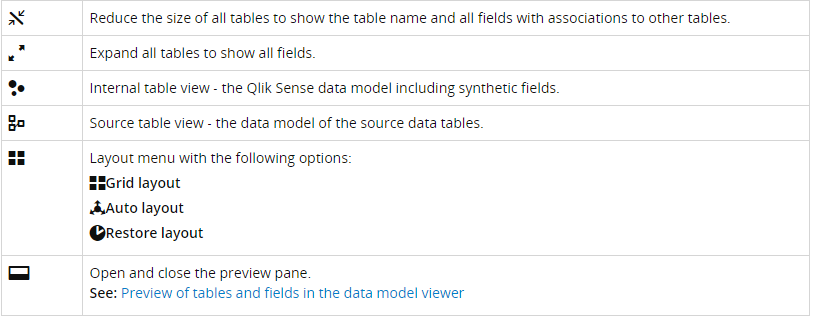 Reduce the size of all tables to show the table name and all fields with associations to other tables.
Expand all tables to show all fields.
Internal table view - the Qlik Sense data model including synthetic fields.
Source table view - the data model of the source data tables.
Layout menu with the following options:
Grid layout
Auto layout
Restore layout
Open and close the preview pane.
See: Preview of tables and fields in the data model viewer